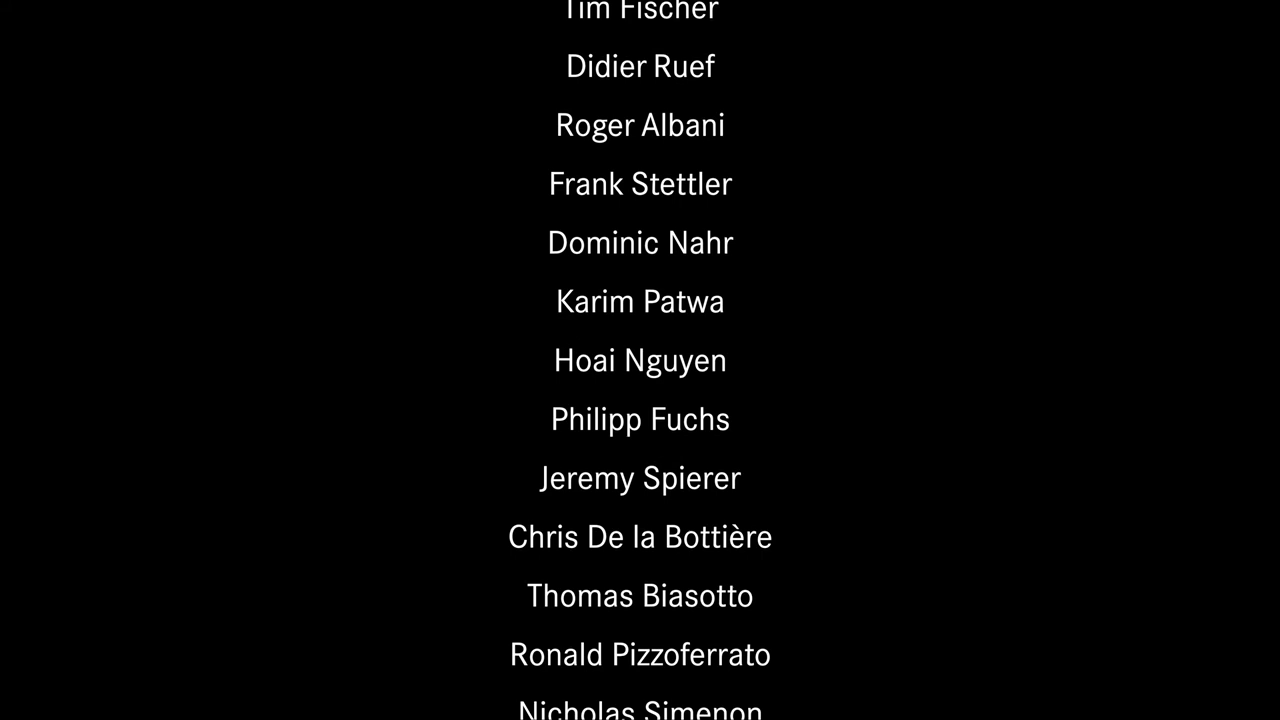 Tim Fischer
Didier Ruef
Roger Albani
Frank Stettler
Dominic Nahr
Karim Patwa
Hoai Nguyen
Philipp Fuchs
Jeremy Spierer
Chris De la Bottière
Thomas Biasotto
Ronald Pizzoferrato
Nicholas Simenon